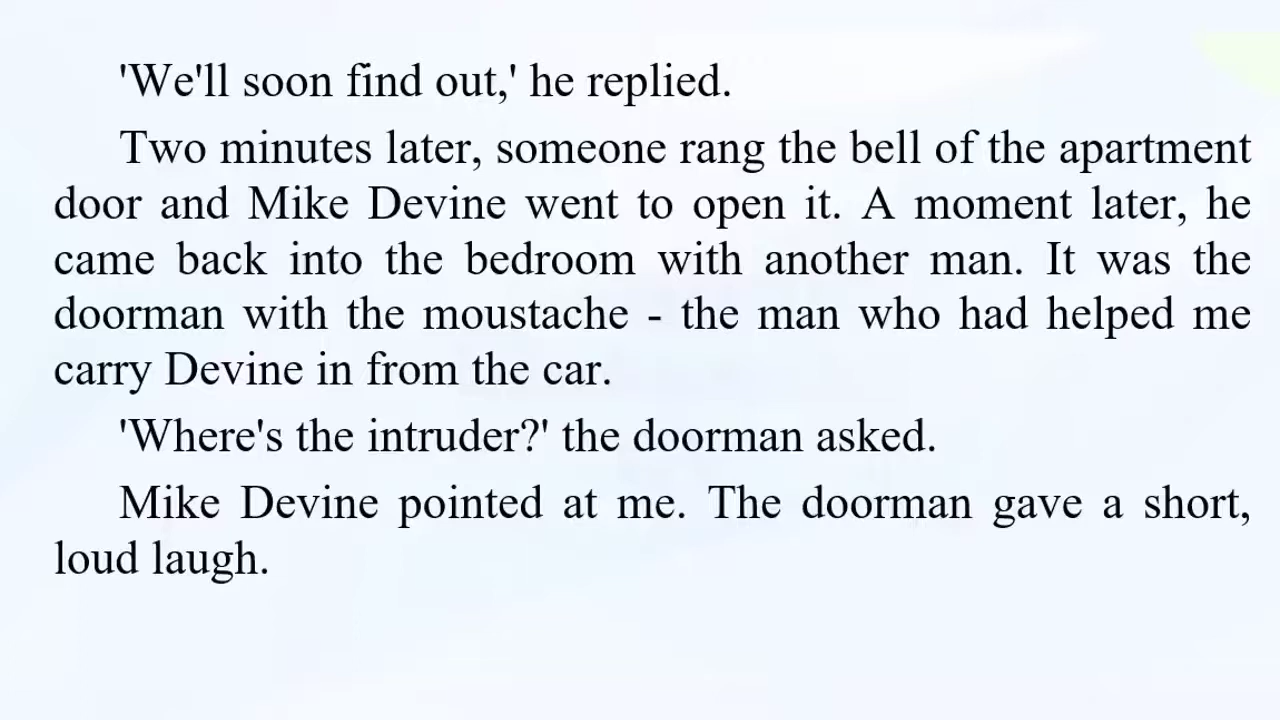 'We'll soon find out,' he replied.
Two minutes later, someone rang the bell of the apartment
door and Mike Devine went to open it. A moment later, he
came back into the bedroom with another man. It was the
doorman with the moustache - the man who had helped me
carry Devine in from the car.
'Where's the intruder?' the doorman asked.
Mike Devine pointed at me. The doorman gave a short,
loud laugh.